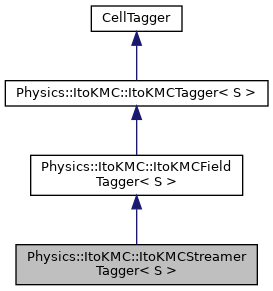 CellTagger
Physics::ItoKMC::ItoKMCTagger< S >
Physics::ItoKMC::ItoKMCField
Tagger< S >
Physics::ItoKMC::ItoKMCStreamer
Tagger< S >